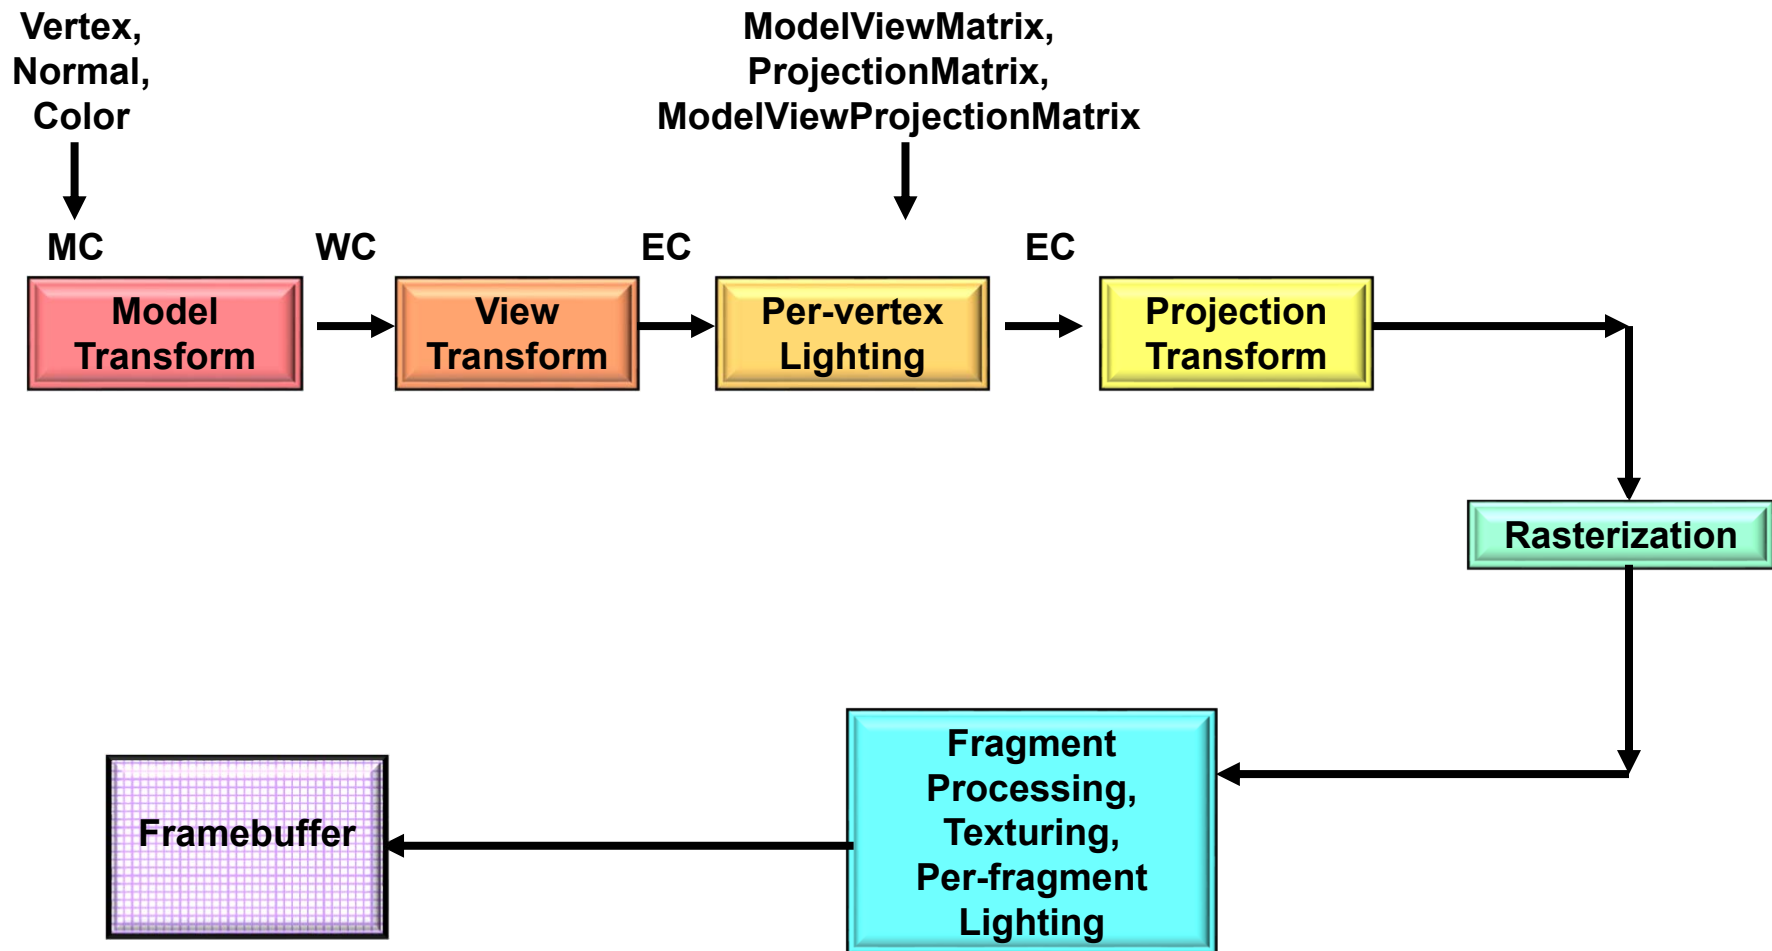 Vertex,
Normal,
Color
ModelViewMatrix,
ProjectionMatrix,
ModelViewProjectionMatrix
MC
WC
EC
EC
Model
Transform
View
Transform
Per-vertex
Lighting
Projection
Transform
Rasterization
Fragment
Processing,
Texturing,
Per-fragment
Lighting
Framebuffer